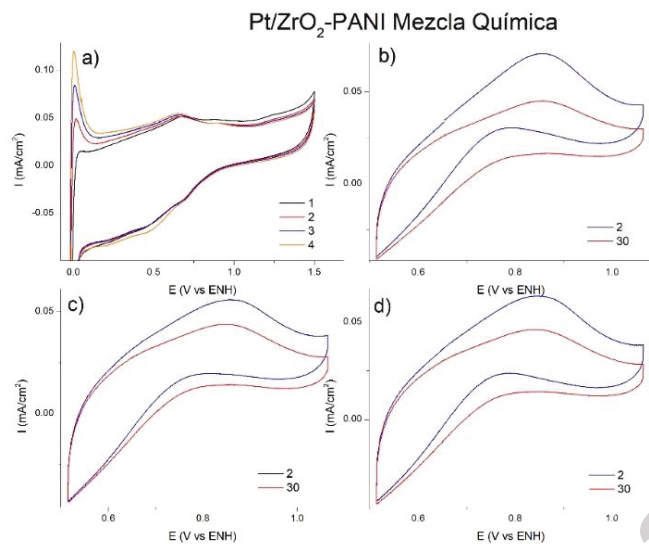 Pt/ZrO₂-PANI Mezcla Química
a)
I (mA/cm²)
0.10
0.05
0.00
-0.05
0.0 0.5 1.0 1.5
E (V vs ENH)
1
2
3
4
b)
I (mA/cm²)
0.05
0.00
0.6 0.8 1.0
E (V vs ENH)
2
30
c)
I (mA/cm²)
0.05
0.00
0.6 0.8 1.0
E (V vs ENH)
2
30
d)
I (mA/cm²)
0.05
0.00
0.6 0.8 1.0
E (V vs ENH)
2
30